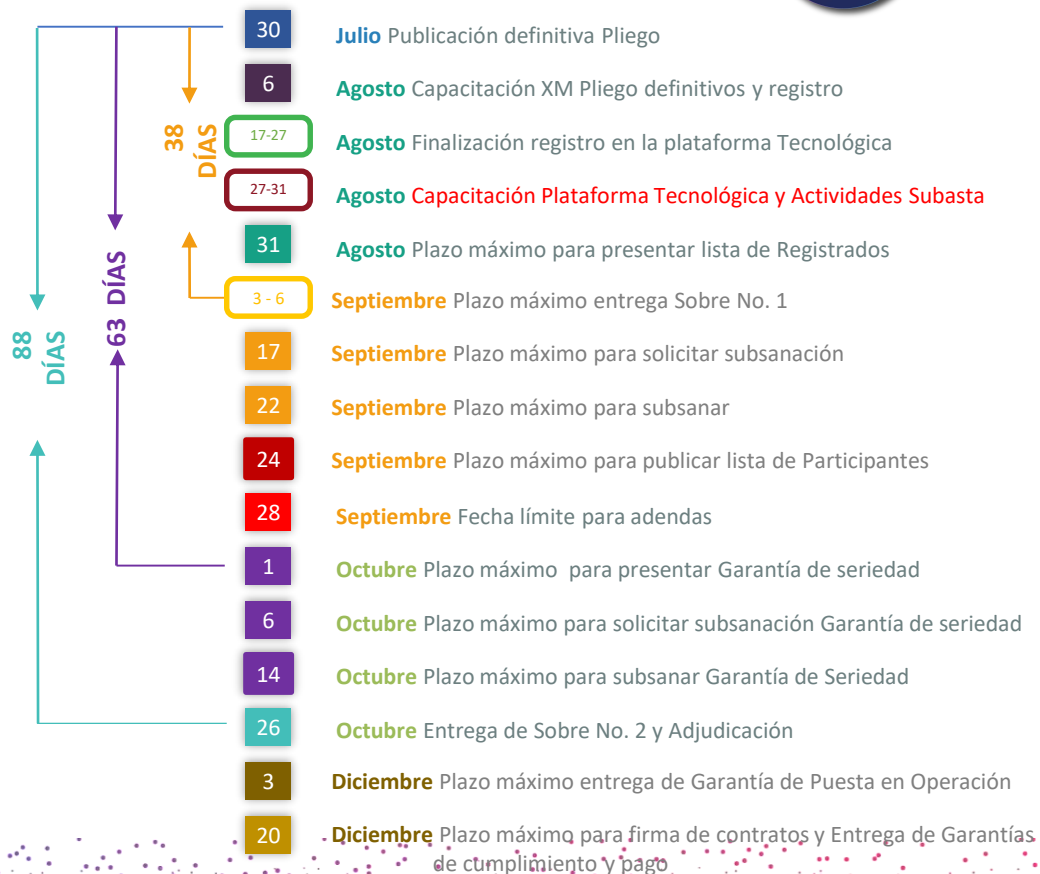 30 Julio Publicación definitiva Pliego
6 Agosto Capacitación XM Pliego definitivos y registro
38 DÍAS
17-27 Agosto Finalización registro en la plataforma Tecnológica
27-31 Agosto Capacitación Plataforma Tecnológica y Actividades Subasta
31 Agosto Plazo máximo para presentar lista de Registrados
63 DÍAS
3 - 6 Septiembre Plazo máximo entrega Sobre No. 1
88 DÍAS
17 Septiembre Plazo máximo para solicitar subsanación
22 Septiembre Plazo máximo para subsanar
24 Septiembre Plazo máximo para publicar lista de Participantes
28 Septiembre Fecha límite para adendas
1 Octubre Plazo máximo para presentar Garantía de seriedad
6 Octubre Plazo máximo para solicitar subsanación Garantía de seriedad
14 Octubre Plazo máximo para subsanar Garantía de Seriedad
26 Octubre Entrega de Sobre No. 2 y Adjudicación
3 Diciembre Plazo máximo entrega de Garantía de Puesta en Operación
20 Diciembre Plazo máximo para firma de contratos y Entrega de Garantías
de cumplimiento y pago